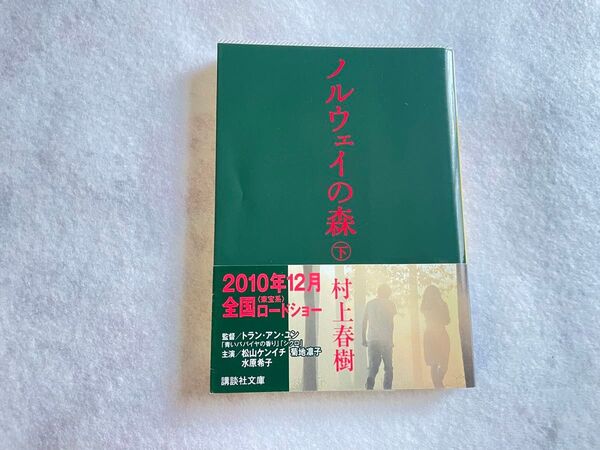 ノルウェイの森 下
村上春樹
2010年12月
全国(東宝系)ロードショー
監督/トラン・アン・ユン
「青いパパイヤの香り」「シクロ」
主演/松山ケンイチ 菊地凛子
水原希子
講談社文庫